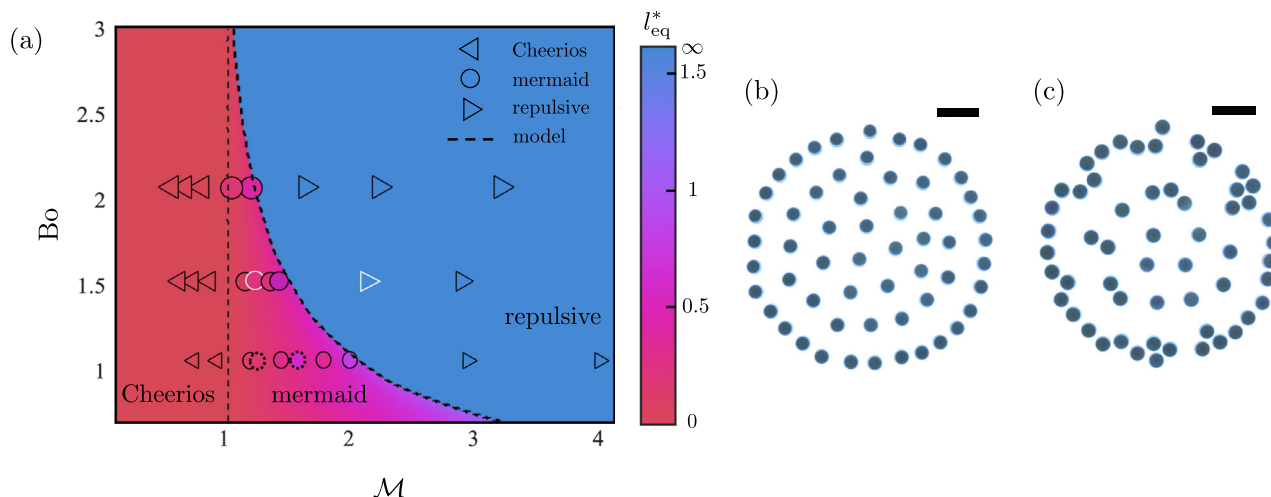 (a)
3
2.5
2
1.5
1
Bo
1
2
3
4
ℳ
Cheerios
mermaid
repulsive
model
repulsive
Cheerios
mermaid
l*eq
∞
1.5
1
0.5
0
(b)
(c)